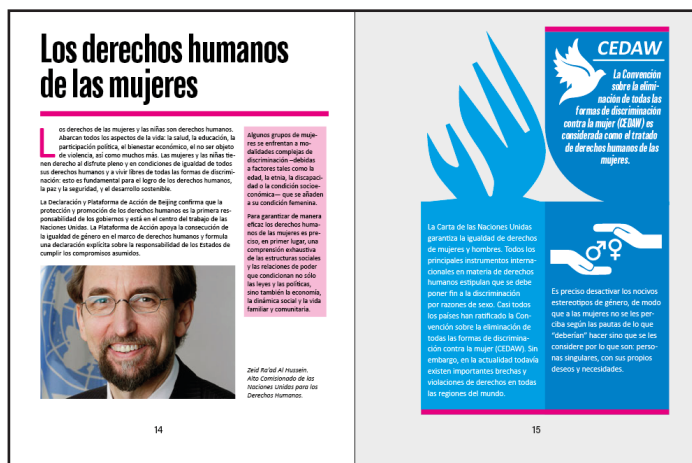 Los derechos humanos
de las mujeres
Los derechos de las mujeres y las niñas son derechos humanos.
Abarcan todos los aspectos de la vida: la salud, la educación, la
participación política, el bienestar económico, el no ser objeto
de violencia, así como muchos más. Las mujeres y las niñas tie-
nen derecho al disfrute pleno y en condiciones de igualdad de todos
sus derechos humanos y a vivir libres de todas las formas de discrimi-
nación: esto es fundamental para el logro de los derechos humanos,
la paz y la seguridad, y el desarrollo sostenible.
La Declaración y Plataforma de Acción de Beijing confirma que la
protección y promoción de los derechos humanos es la primera res-
ponsabilidad de los gobiernos y está en el centro del trabajo de las
Naciones Unidas. La Plataforma de Acción apoya la consecución de
la igualdad de género en el marco de derechos humanos y formula
una declaración explícita sobre la responsabilidad de los Estados de
cumplir los compromisos asumidos.
Algunos grupos de muje-
res se enfrentan a mo-
dalidades complejas de
discriminación –debidas
a factores tales como la
edad, la etnia, la discapaci-
dad o la condición socioe-
conómica— que se añaden
a su condición femenina.
Para garantizar de manera
eficaz los derechos huma-
nos de las mujeres es pre-
ciso, en primer lugar, una
comprensión exhaustiva
de las estructuras sociales
y las relaciones de poder
que condicionan no sólo
las leyes y las políticas,
sino también la economía,
la dinámica social y la vida
familiar y comunitaria.
Zeid Ra'ad Al Hussein.
Alto Comisionado de las
Naciones Unidas para los
Derechos Humanos.
14
CEDAW
La Convención
sobre la elimi-
nación de todas las
formas de discriminación
contra la mujer (CEDAW) es
considerada como el tratado
de derechos humanos de las
mujeres.
La Carta de las Naciones Unidas
garantiza la igualdad de derechos
de mujeres y hombres. Todos los
principales instrumentos interna-
cionales en materia de derechos
humanos estipulan que se debe
poner fin a la discriminación
por razones de sexo. Casi todos
los países han ratificado la Con-
vención sobre la eliminación de
todas las formas de discrimina-
ción contra la mujer (CEDAW). Sin
embargo, en la actualidad todavía
existen importantes brechas y
violaciones de derechos en todas
las regiones del mundo.
Es preciso desactivar los nocivos
estereotipos de género, de modo
que a las mujeres no se les per-
ciba según las pautas de lo que
“deberían” hacer sino que se les
considere por lo que son: perso-
nas singulares, con sus propios
deseos y necesidades.
15